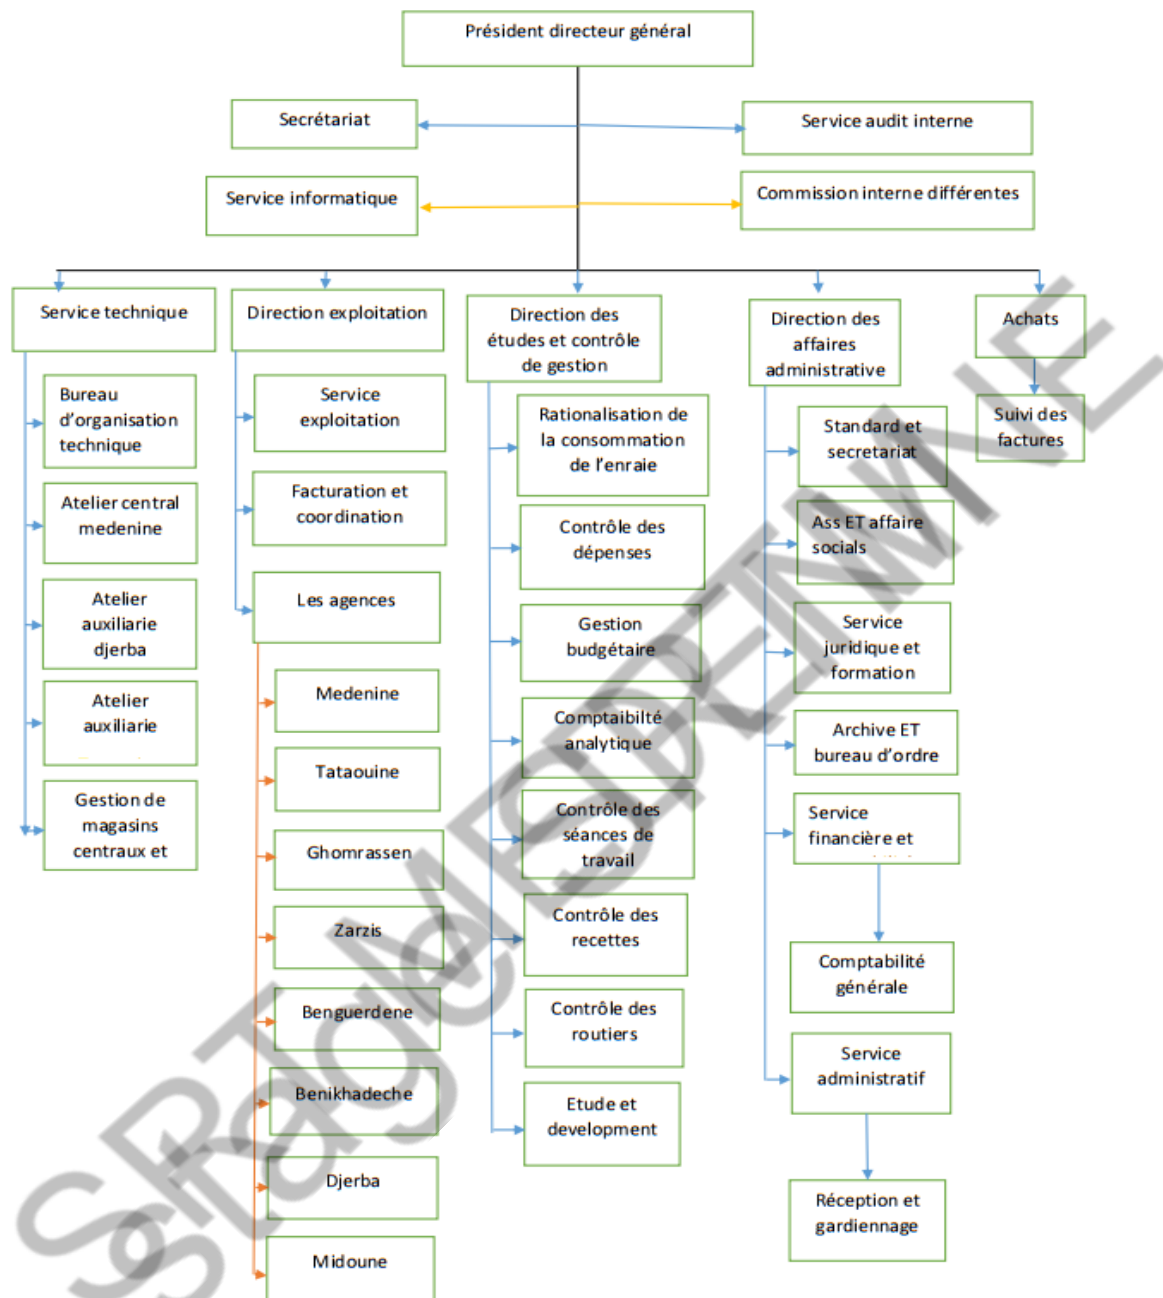 Président directeur général
Secrétariat
Service audit interne
Service informatique
Commission interne différentes
Service technique
Bureau
d'organisation
technique
Atelier central
medenine
Atelier
auxiliarie
djerba
Atelier
auxiliarie
Gestion de
magasins
centraux et
Direction exploitation
Service
exploitation
Facturation et
coordination
Les agences
Medenine
Tataouine
Ghomrassen
Zarzis
Benguerdene
Benikhadeche
Djerba
Midoune
Direction des
études et contrôle
de gestion
Rationalisation de
la consommation
de l'enraie
Contrôle des
dépenses
Gestion
budgétaire
Comptaibilté
analytique
Contrôle des
séances de
travail
Contrôle des
recettes
Contrôle des
routiers
Etude et
development
Direction des
affaires
administrative
Standard et
secretariat
Ass ET affaire
socials
Service
juridique et
formation
Archive ET
bureau d'ordre
Service
financière et
Comptabilité
générale
Service
administratif
Réception et
gardiennage
Achats
Suivi des
factures